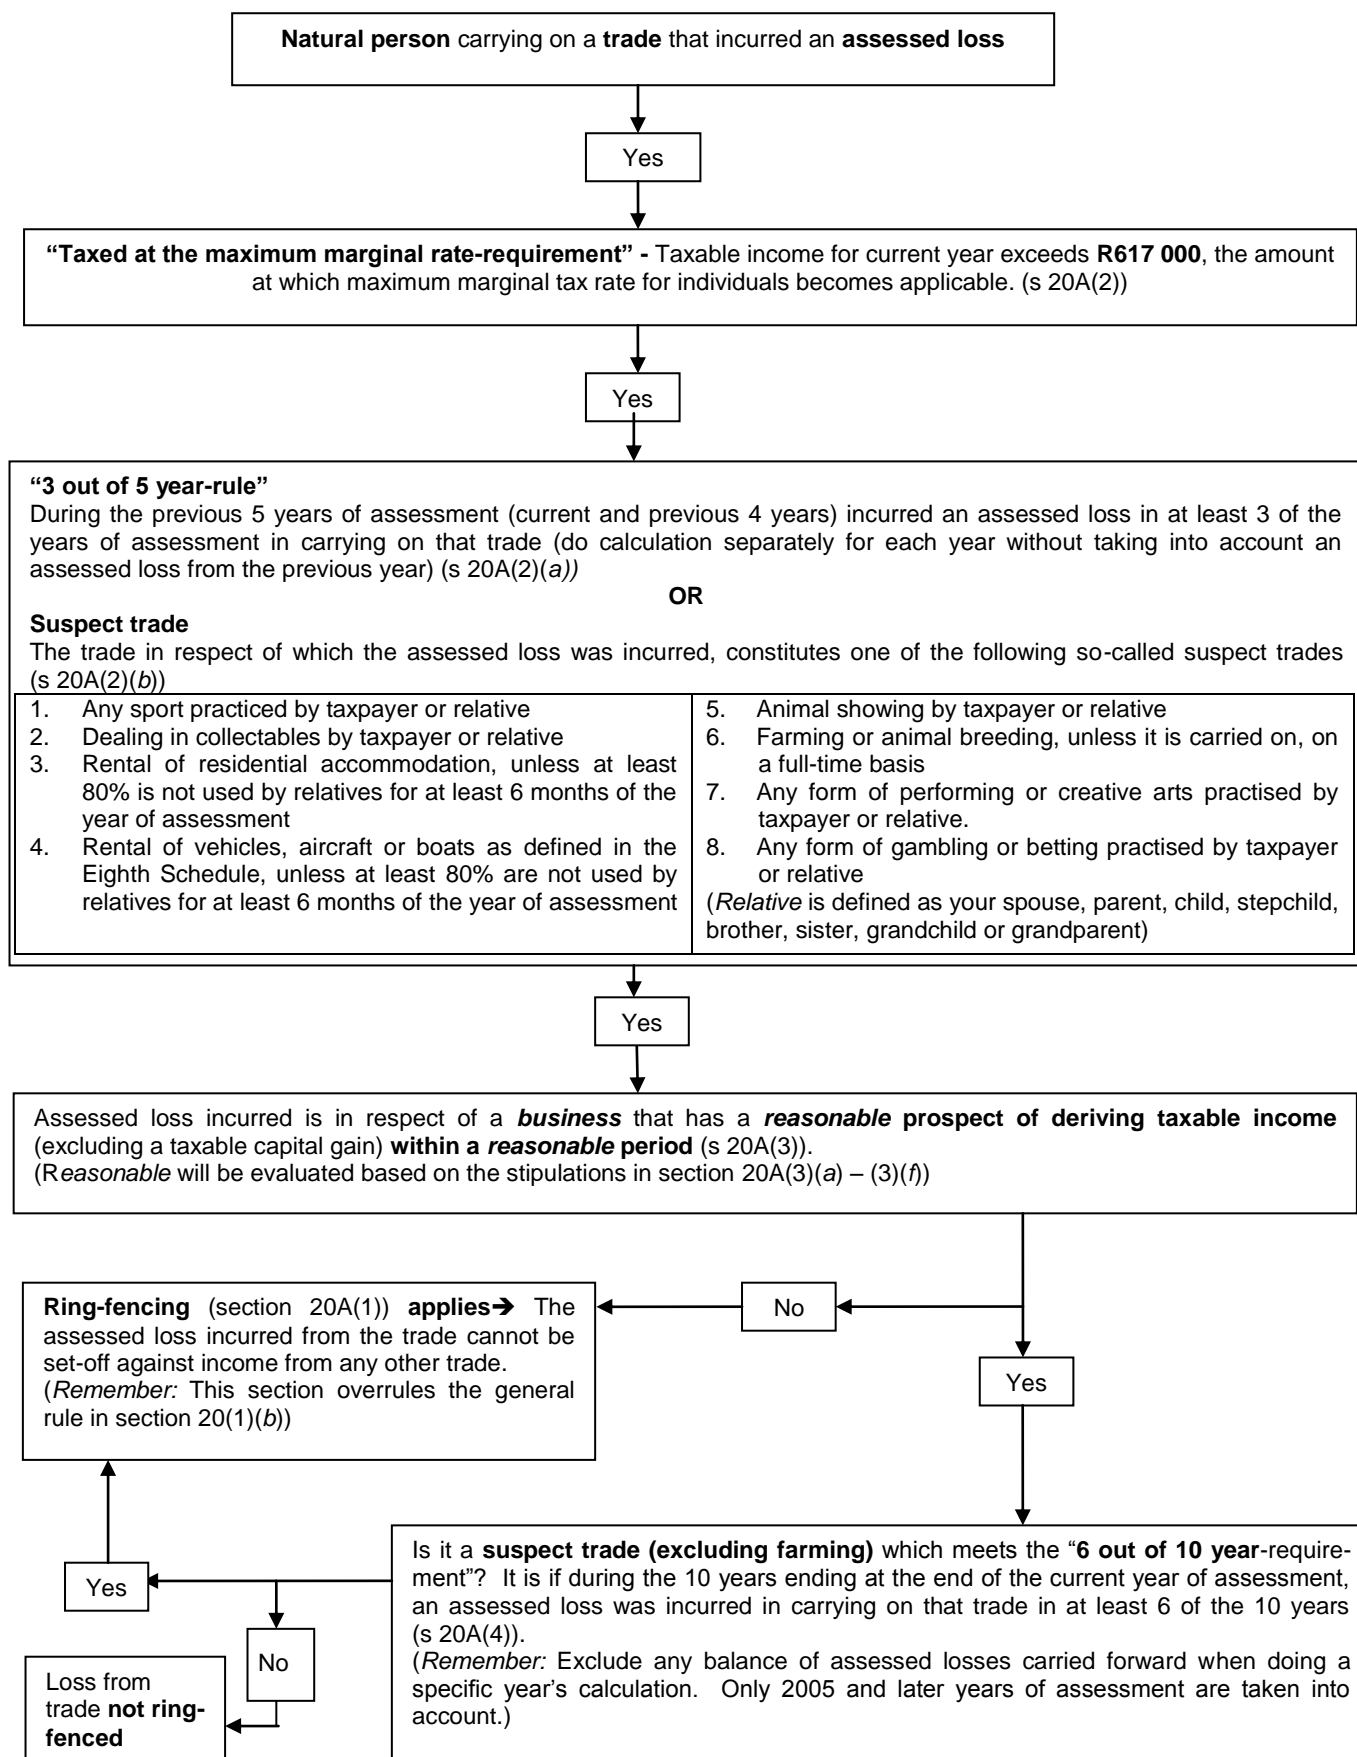 Natural person carrying on a trade that incurred an assessed loss
Yes
“Taxed at the maximum marginal rate-requirement” - Taxable income for current year exceeds R617 000, the amount
at which maximum marginal tax rate for individuals becomes applicable. (s 20A(2))
Yes
“3 out of 5 year-rule”
During the previous 5 years of assessment (current and previous 4 years) incurred an assessed loss in at least 3 of the
years of assessment in carrying on that trade (do calculation separately for each year without taking into account an
assessed loss from the previous year) (s 20A(2)(a))
OR
Suspect trade
The trade in respect of which the assessed loss was incurred, constitutes one of the following so-called suspect trades
(s 20A(2)(b))
1. Any sport practiced by taxpayer or relative
2. Dealing in collectables by taxpayer or relative
3. Rental of residential accommodation, unless at least
80% is not used by relatives for at least 6 months of the
year of assessment
4. Rental of vehicles, aircraft or boats as defined in the
Eighth Schedule, unless at least 80% are not used by
relatives for at least 6 months of the year of assessment
5. Animal showing by taxpayer or relative
6. Farming or animal breeding, unless it is carried on, on
a full-time basis
7. Any form of performing or creative arts practised by
taxpayer or relative.
8. Any form of gambling or betting practised by taxpayer
or relative
(Relative is defined as your spouse, parent, child, stepchild,
brother, sister, grandchild or grandparent)
Yes
Assessed loss incurred is in respect of a business that has a reasonable prospect of deriving taxable income
(excluding a taxable capital gain) within a reasonable period (s 20A(3)).
(Reasonable will be evaluated based on the stipulations in section 20A(3)(a) – (3)(f))
Ring-fencing (section 20A(1)) applies➔ The
assessed loss incurred from the trade cannot be
set-off against income from any other trade.
(Remember: This section overrules the general
rule in section 20(1)(b))
No
Yes
Is it a suspect trade (excluding farming) which meets the “6 out of 10 year-require-
ment”? It is if during the 10 years ending at the end of the current year of assessment,
an assessed loss was incurred in carrying on that trade in at least 6 of the 10 years
(s 20A(4)).
(Remember: Exclude any balance of assessed losses carried forward when doing a
specific year's calculation. Only 2005 and later years of assessment are taken into
account.)
Yes
No
Loss from
trade not ring-
fenced